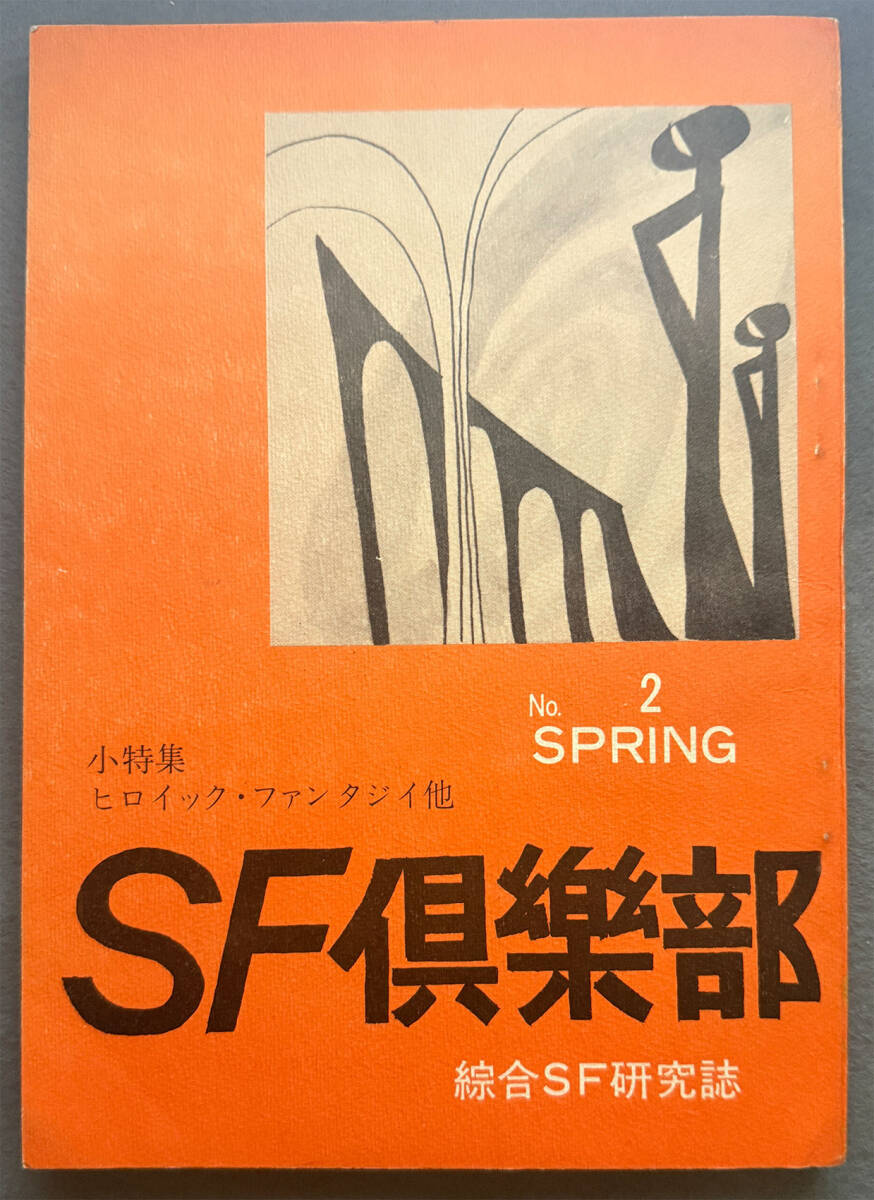 No. 2
SPRING
小特集
ヒロイック・ファンタジイ他
SF倶樂部
綜合SF研究誌